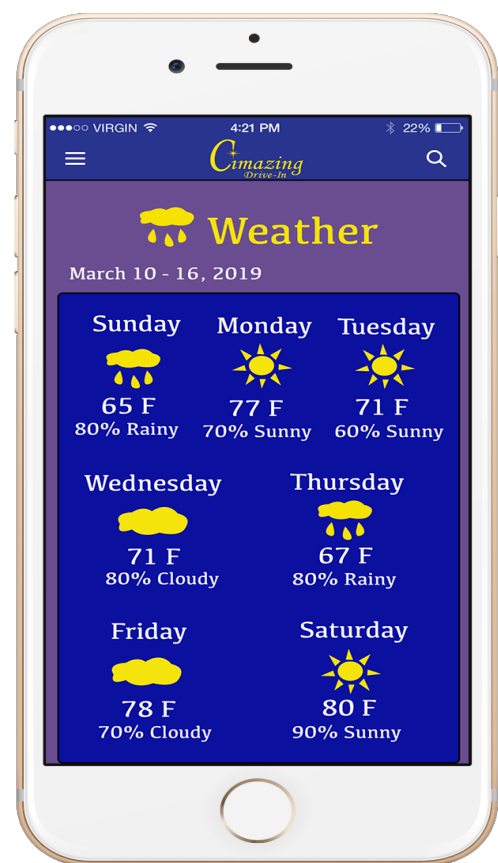 VIRGIN 4:21 PM 22%
Cimazing
Drive-In
Weather
March 10 - 16, 2019
Sunday Monday Tuesday
65 F 77 F 71 F
80% Rainy 70% Sunny 60% Sunny
Wednesday Thursday
71 F 67 F
80% Cloudy 80% Rainy
Friday Saturday
78 F 80 F
70% Cloudy 90% Sunny